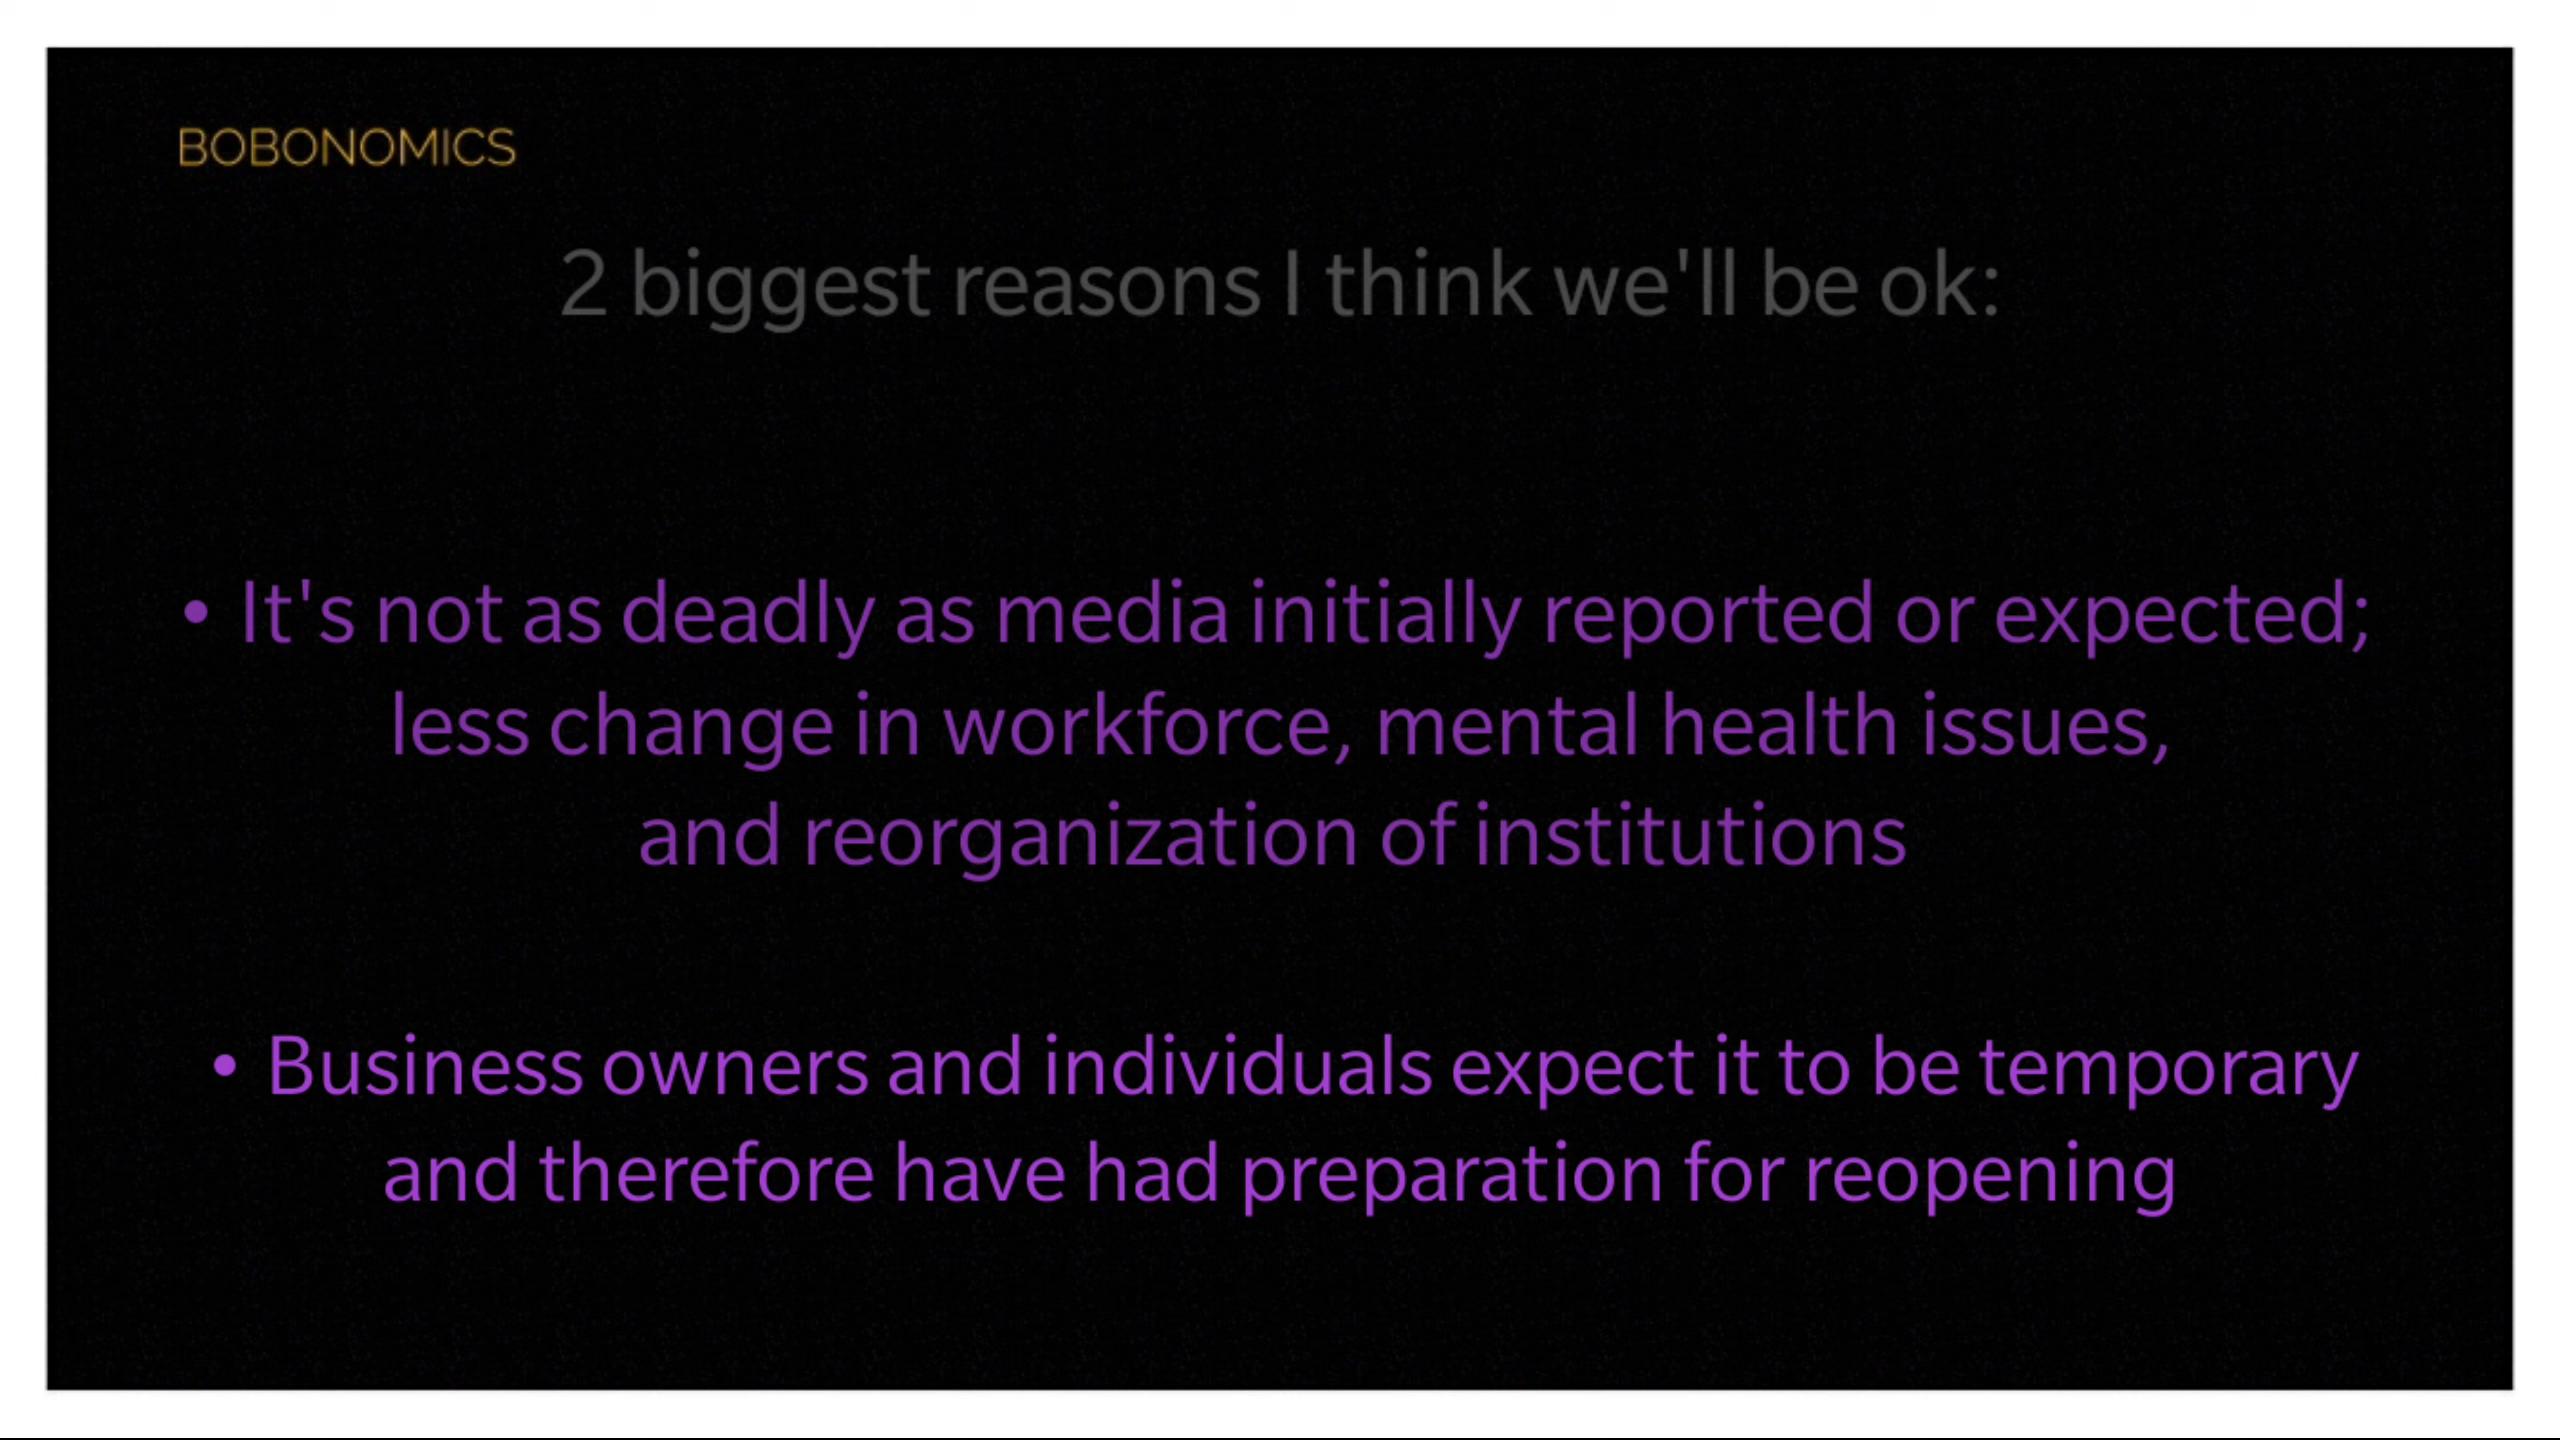 BOBONOMICS
2 biggest reasons I think we'll be ok:
• It's not as deadly as media initially reported or expected;
less change in workforce, mental health issues,
and reorganization of institutions
• Business owners and individuals expect it to be temporary
and therefore have had preparation for reopening